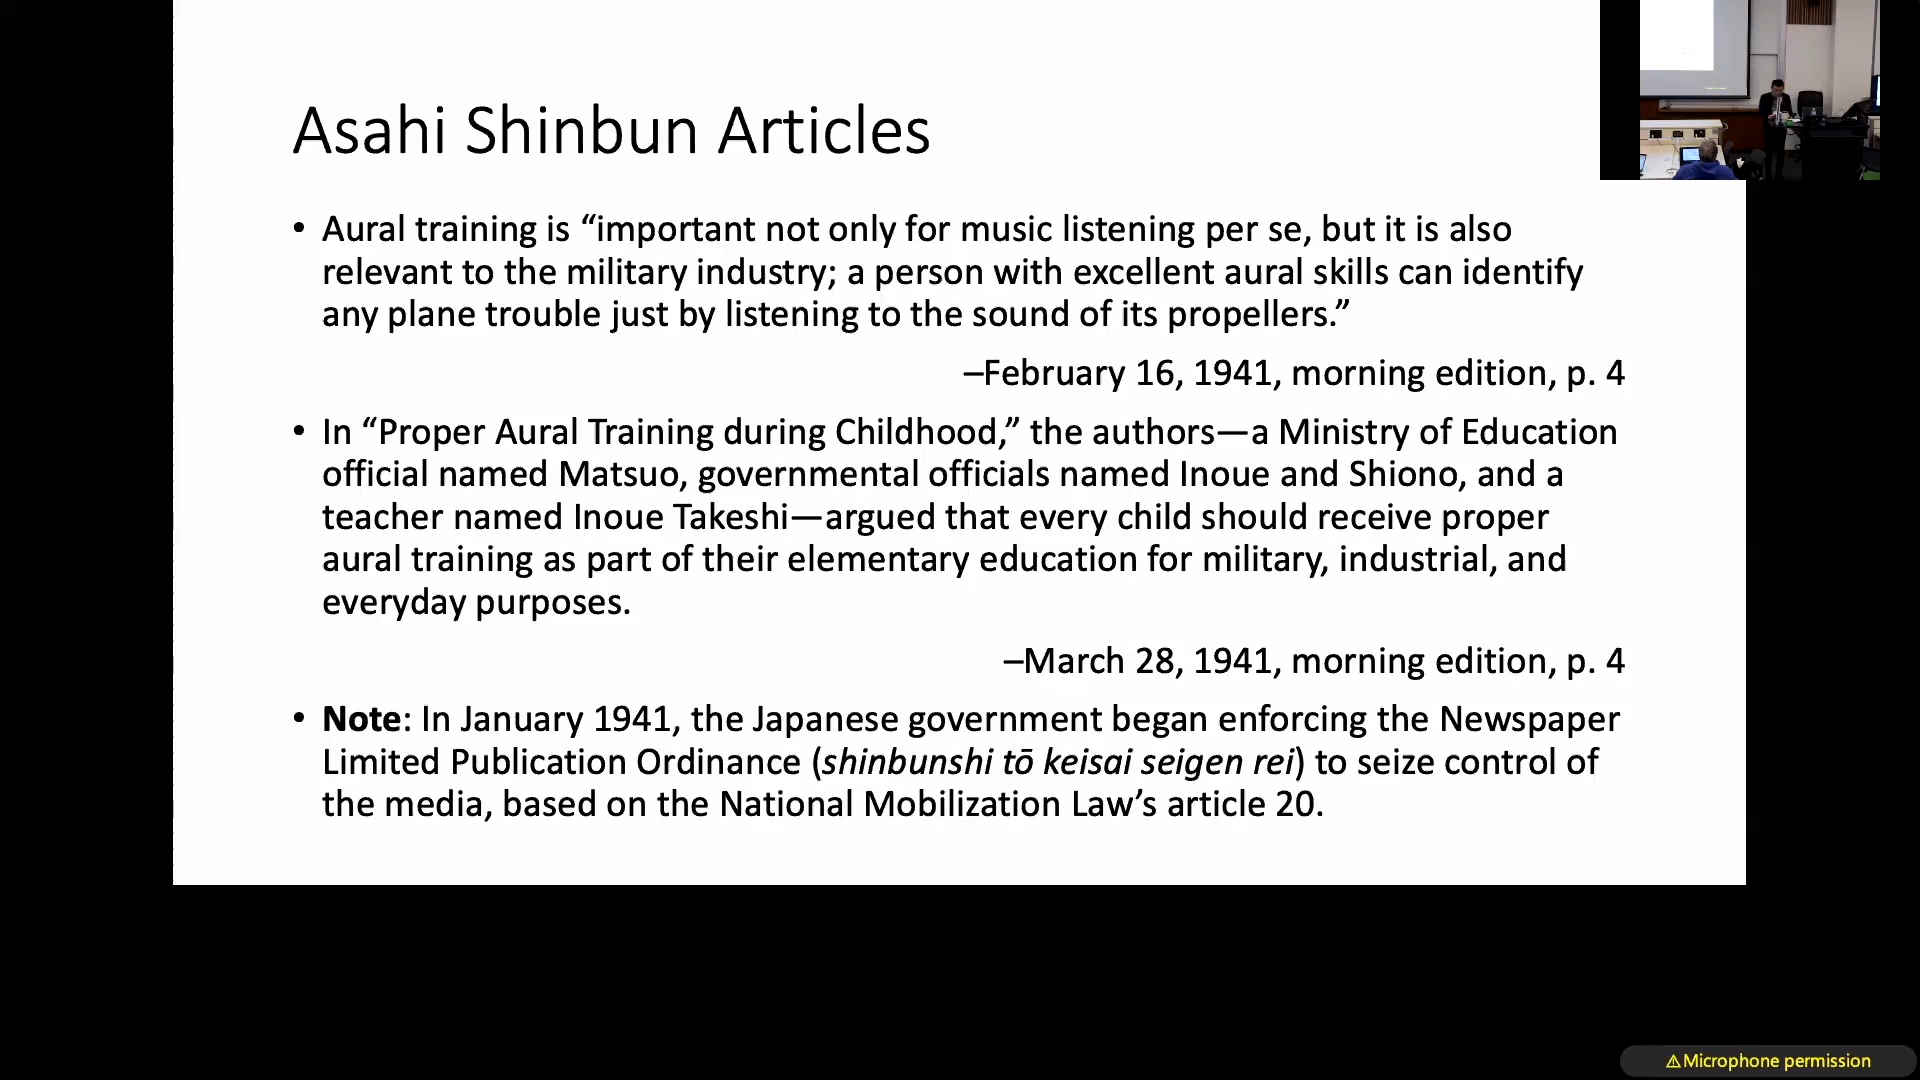 Asahi Shinbun Articles
• Aural training is “important not only for music listening per se, but it is also
relevant to the military industry; a person with excellent aural skills can identify
any plane trouble just by listening to the sound of its propellers.”
–February 16, 1941, morning edition, p. 4
• In “Proper Aural Training during Childhood,” the authors—a Ministry of Education
official named Matsuo, governmental officials named Inoue and Shiono, and a
teacher named Inoue Takeshi—argued that every child should receive proper
aural training as part of their elementary education for military, industrial, and
everyday purposes.
–March 28, 1941, morning edition, p. 4
• Note: In January 1941, the Japanese government began enforcing the Newspaper
Limited Publication Ordinance (shinbunshi tō keisai seigen rei) to seize control of
the media, based on the National Mobilization Law’s article 20.
⚠Microphone permission